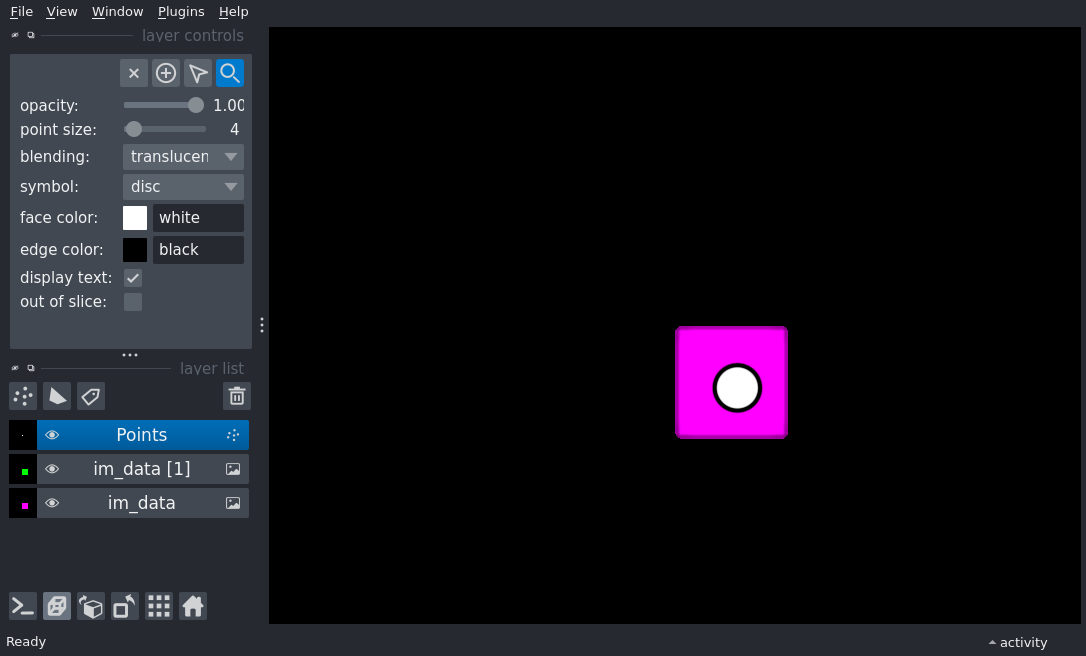 File View Window Plugins Help
layer controls
opacity: 1.00
point size: 4
blending: translucen
symbol: disc
face color: white
edge color: black
display text:
out of slice:
layer list
Points
im_data [1]
im_data
Ready activity